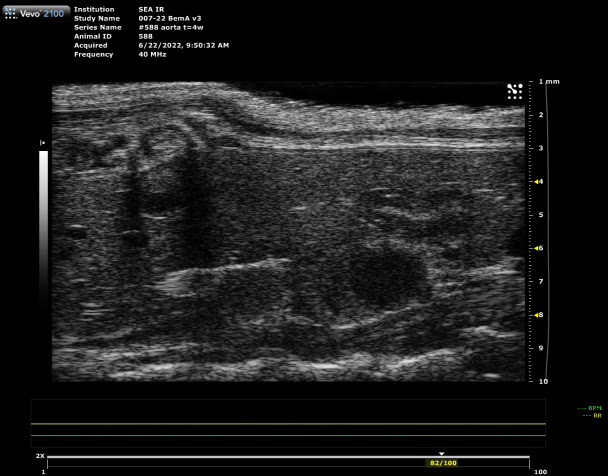 Vevo 2100
Institution SEA IR
Study Name 007-22 BemA v3
Series Name #588 aorta t=4w
Animal ID 588
Acquired 6/22/2022, 9:50:32 AM
Frequency 40 MHz
1 mm
2
3
4
5
6
7
8
9
10
--- BPM
--- RR
2X
82/100
1
100